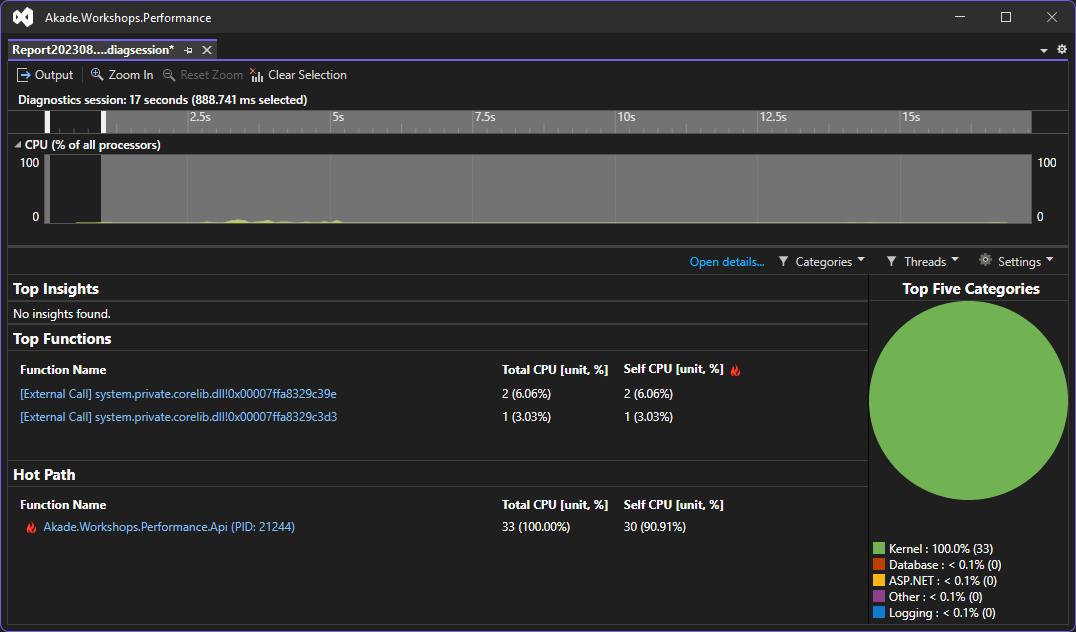 Akade.Workshops.Performance
Report202308....diagsession*
Output Zoom In Reset Zoom Clear Selection
Diagnostics session: 17 seconds (888.741 ms selected)
2.5s 5s 7.5s 10s 12.5s 15s
CPU (% of all processors)
100 100
0 0
Open details... Categories Threads Settings
Top Insights
No insights found.
Top Functions
Function Name Total CPU [unit, %] Self CPU [unit, %]
[External Call] system.private.corelib.dll!0x00007ffa8329c39e 2 (6.06%) 2 (6.06%)
[External Call] system.private.corelib.dll!0x00007ffa8329c3d3 1 (3.03%) 1 (3.03%)
Hot Path
Function Name Total CPU [unit, %] Self CPU [unit, %]
Akade.Workshops.Performance.Api (PID: 21244) 33 (100.00%) 30 (90.91%)
Top Five Categories
Kernel : 100.0% (33)
Database : < 0.1% (0)
ASP.NET : < 0.1% (0)
Other : < 0.1% (0)
Logging : < 0.1% (0)